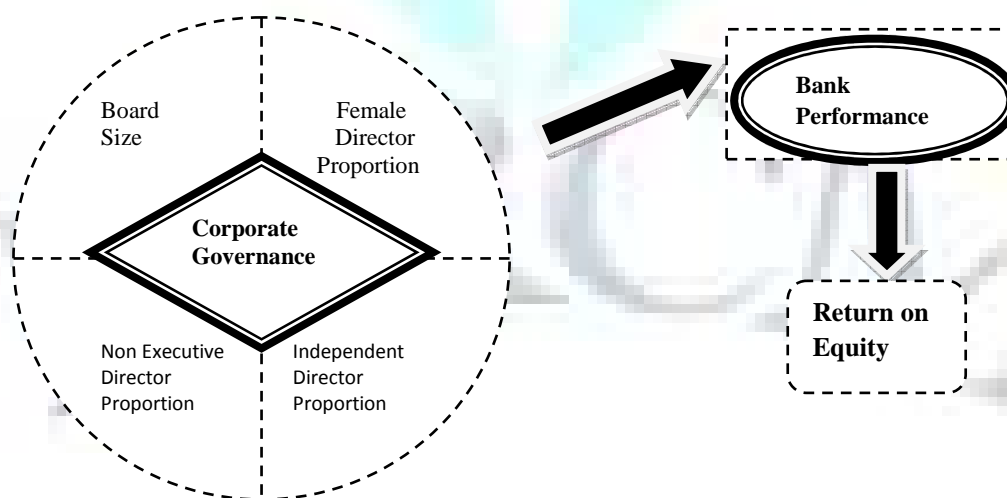 Board
Size
Female
Director
Proportion
Corporate
Governance
Non Executive
Director
Proportion
Independent
Director
Proportion
Bank
Performance
Return on
Equity